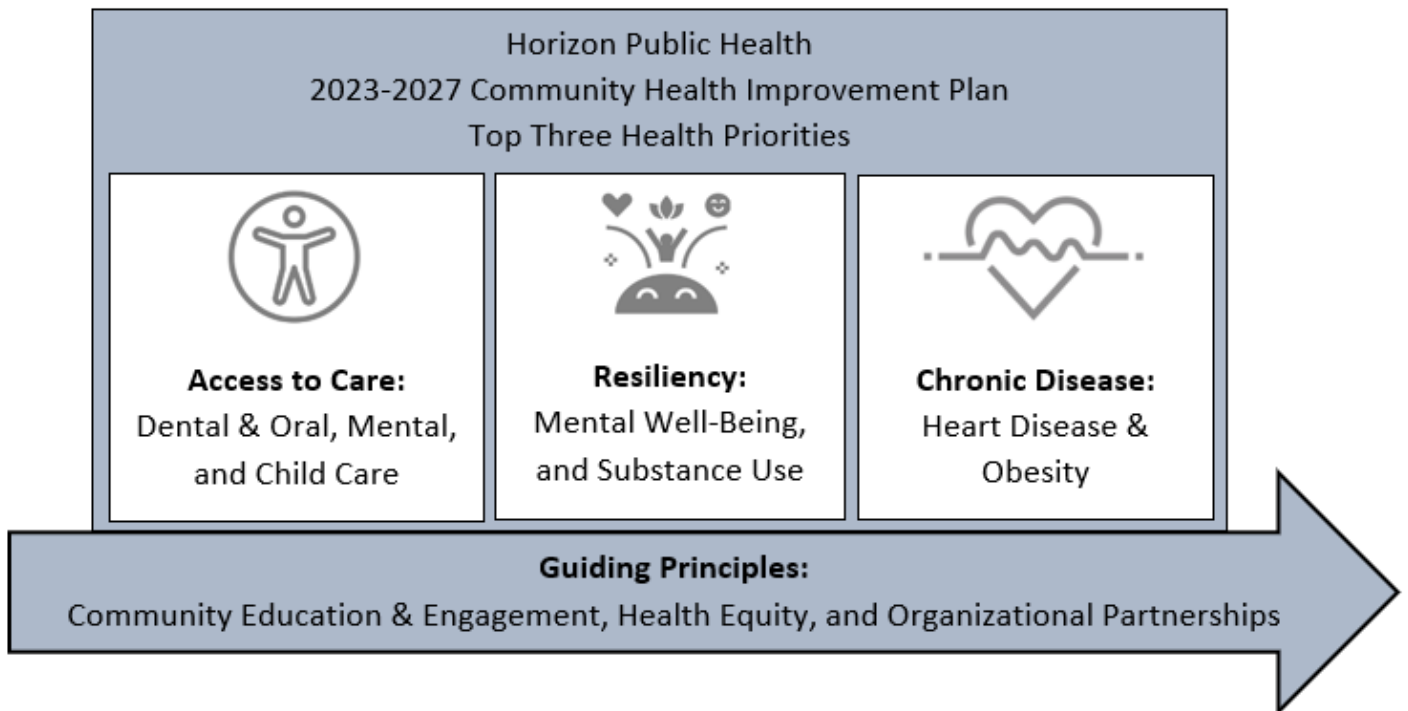 Horizon Public Health
2023-2027 Community Health Improvement Plan
Top Three Health Priorities
Access to Care:
Dental & Oral, Mental,
and Child Care
Resiliency:
Mental Well-Being,
and Substance Use
Chronic Disease:
Heart Disease &
Obesity
Guiding Principles:
Community Education & Engagement, Health Equity, and Organizational Partnerships